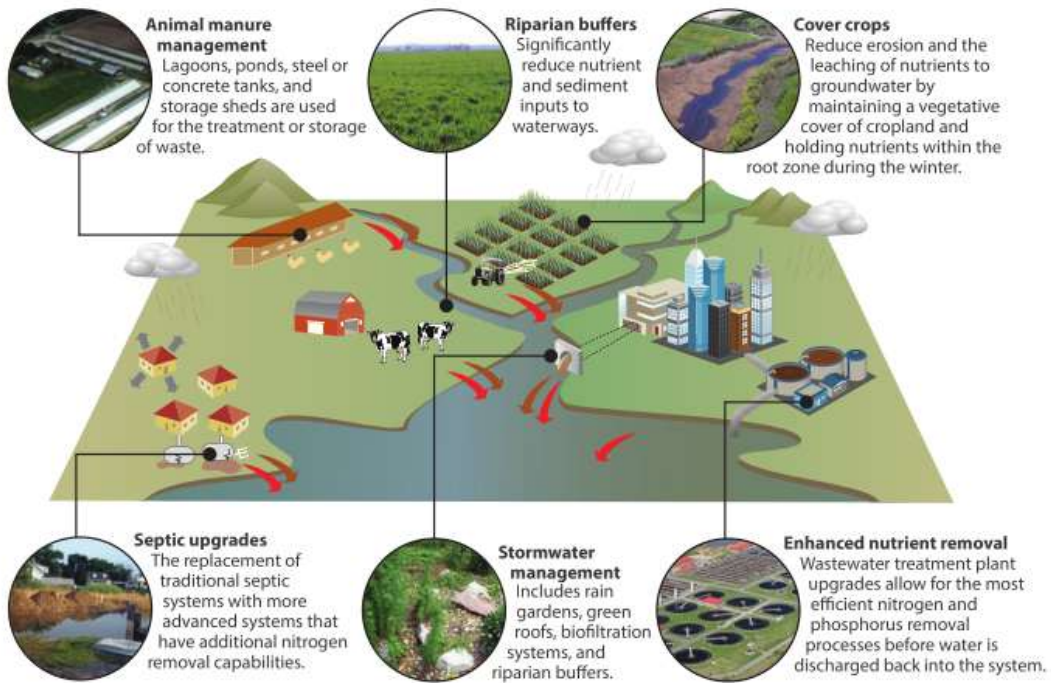 Animal manure
management
Lagoons, ponds, steel or
concrete tanks, and
storage sheds are used
for the treatment or storage
of waste.
Riparian buffers
Significantly
reduce nutrient
and sediment
inputs to
waterways.
Cover crops
Reduce erosion and the
leaching of nutrients to
groundwater by
maintaining a vegetative
cover of cropland and
holding nutrients within the
root zone during the winter.
Septic upgrades
The replacement of
traditional septic
systems with more
advanced systems that
have additional nitrogen
removal capabilities.
Stormwater
management
Includes rain
gardens, green
roofs, biofiltration
systems, and
riparian buffers.
Enhanced nutrient removal
Wastewater treatment plant
upgrades allow for the most
efficient nitrogen and
phosphorus removal
processes before water is
discharged back into the system.